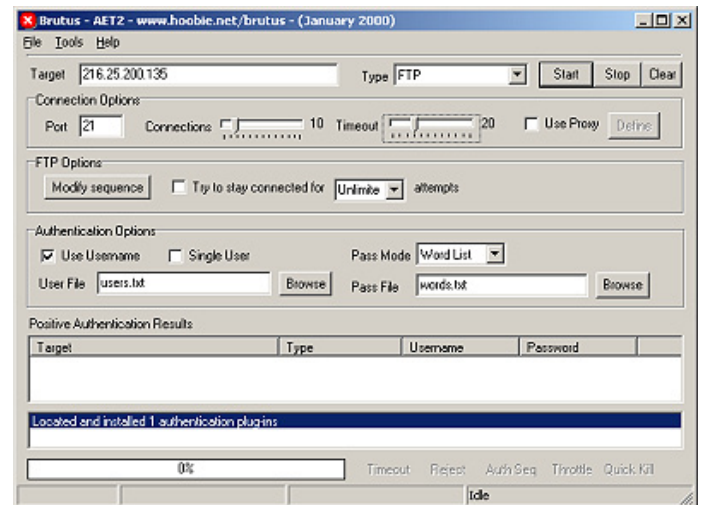 Brutus - AET2 - www.hoobie.net/brutus - (January 2000)
File Tools Help
Target 216.25.200.135 Type FTP Start Stop Clear
Connection Options
Port 21 Connections 10 Timeout 20 Use Proxy Define
FTP Options
Modify sequence Try to stay connected for Unlimite attempts
Authentication Options
Use Username Single User Pass Mode Word List
User File users.txt Browse Pass File words.txt Browse
Positive Authentication Results
Target Type Username Password
Located and installed 1 authentication plug-ins
0% Timeout Reject Auth Seq Throttle Quick Kill
Idle